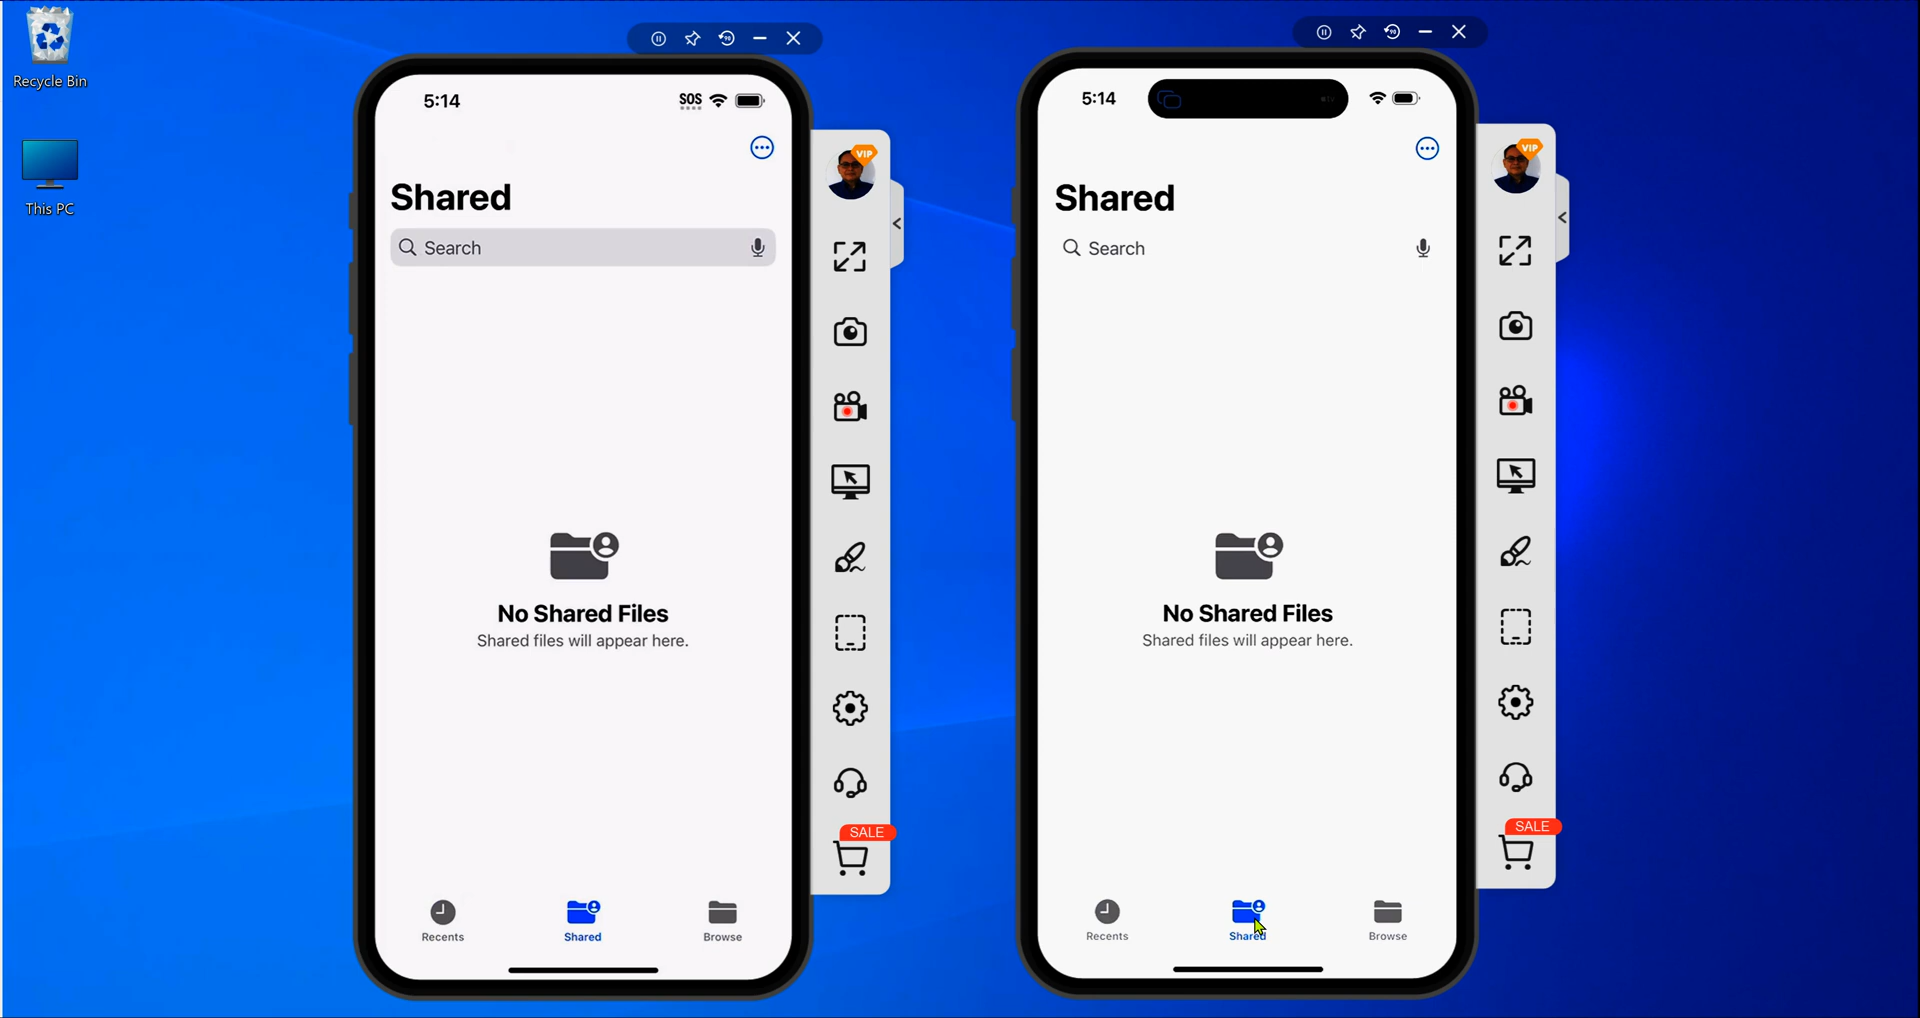 Recycle Bin
This PC
5:14
SOS
Shared
Search
No Shared Files
Shared files will appear here.
Recents
Shared
Browse
VIP
SALE
5:14
Shared
Search
No Shared Files
Shared files will appear here.
Recents
Shared
Browse
VIP
SALE